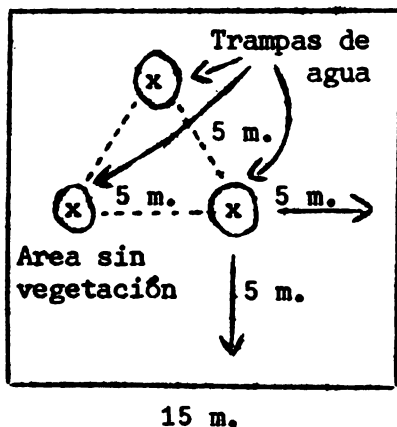 Trampas de
agua
x
5 m.
5 m.
5 m.
x
x
Area sin
vegetación
5 m.
15 m.